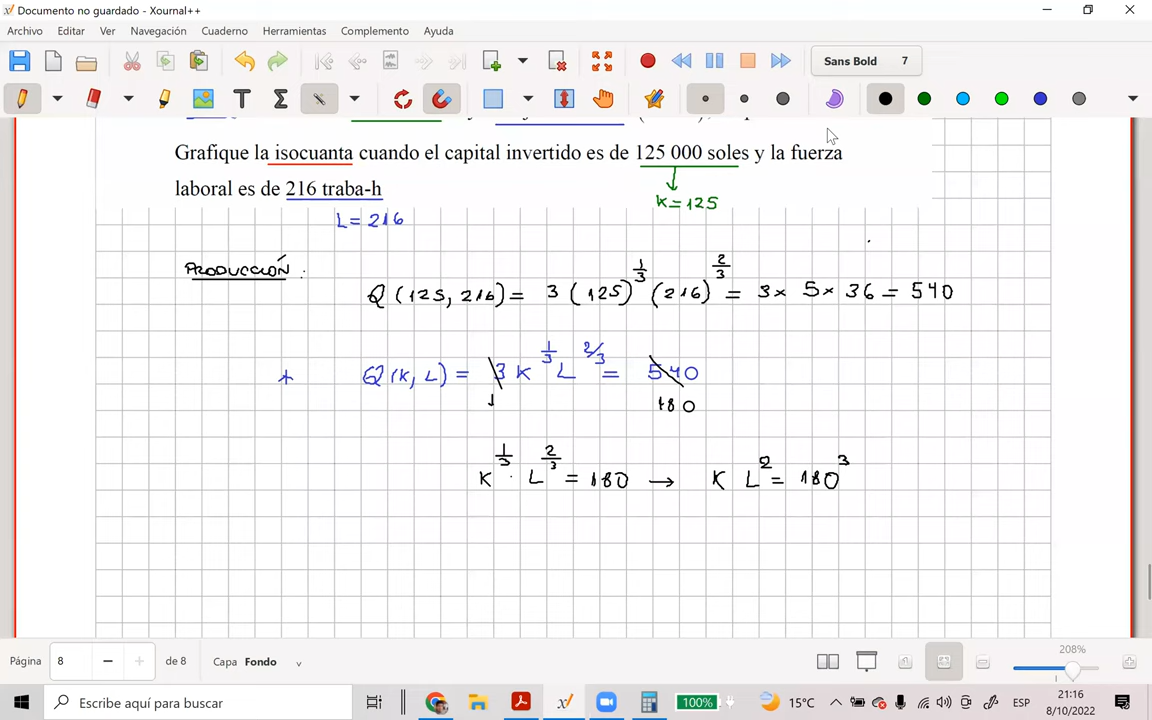 Documento no guardado - Xournal++
Archivo Editar Ver Navegación Cuaderno Herramientas Complemento Ayuda
Sans Bold 7
Grafique la isocuanta cuando el capital invertido es de 125 000 soles y la fuerza
laboral es de 216 traba-h
K = 125
L = 216
PRODUCCIÓN :
Q (125, 216) = 3 (125)^{1/3} (216)^{2/3} = 3 × 5 × 36 = 540
* Q (K, L) = 3 K^{1/3} L^{2/3} = 540
1 180
K^{1/3} · L^{2/3} = 180 → K L^2 = 180^3
Página 8 de 8 Capa Fondo 208%
Escribe aquí para buscar 100% 15°C ESP 21:16
8/10/2022